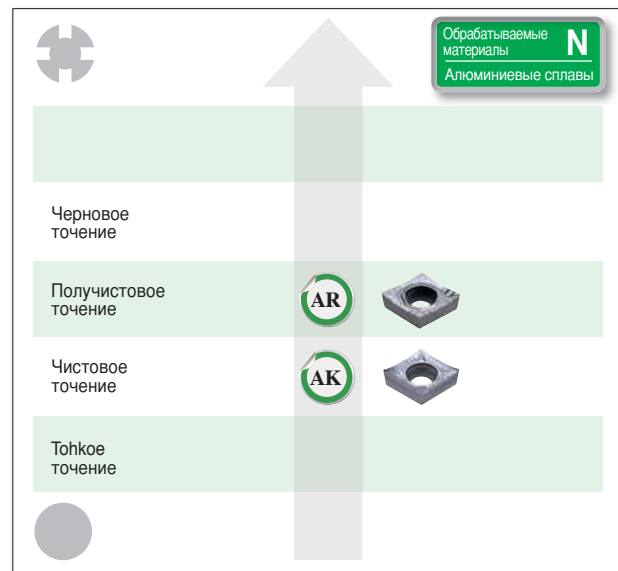 Обрабатываемые
материалы
N
Алюминиевые сплавы
Черновое
точение
Получистовое
точение
AR
Чистовое
точение
AK
Tohkoe
точение